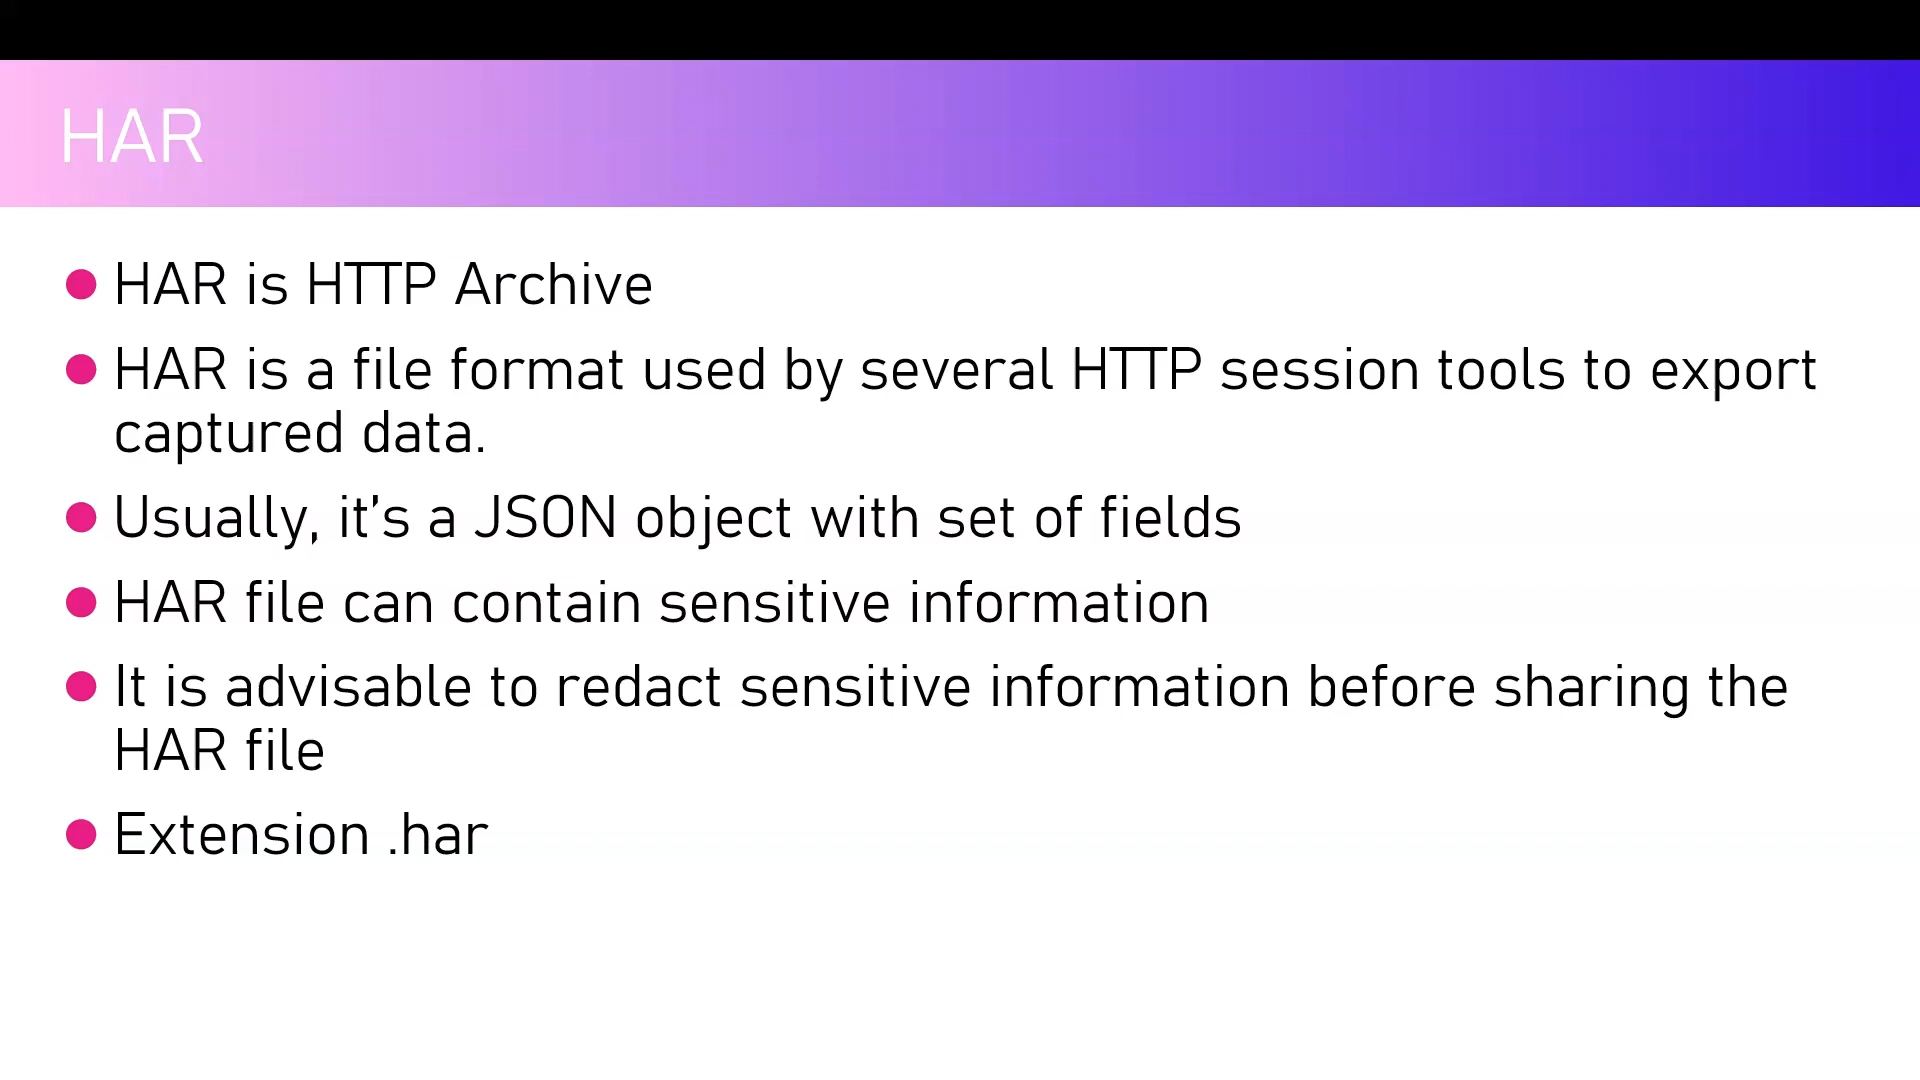 HAR
HAR is HTTP Archive
HAR is a file format used by several HTTP session tools to export
captured data.
Usually, it's a JSON object with set of fields
HAR file can contain sensitive information
It is advisable to redact sensitive information before sharing the
HAR file
Extension .har